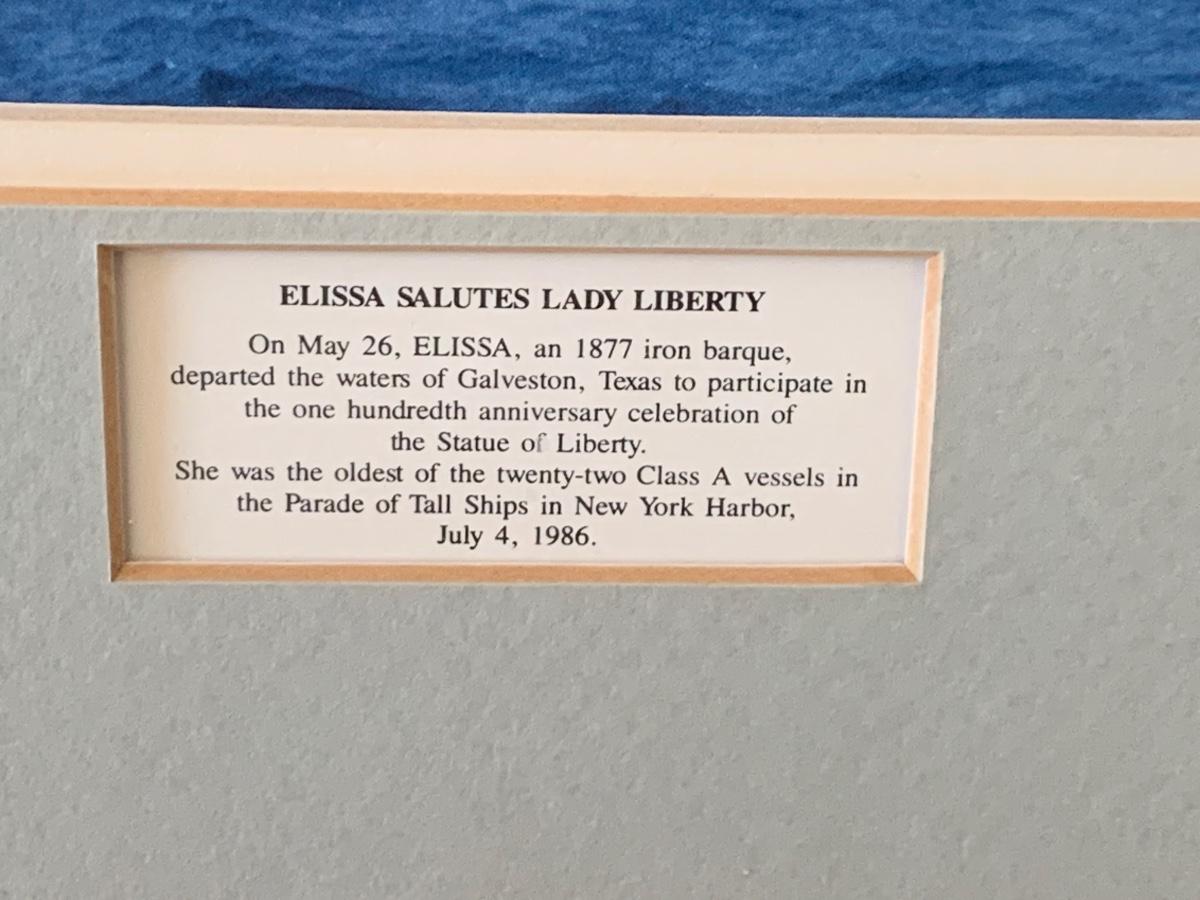 ELISSA SALUTES LADY LIBERTY
On May 26, ELISSA, an 1877 iron barque,
departed the waters of Galveston, Texas to participate in
the one hundredth anniversary celebration of
the Statue of Liberty.
She was the oldest of the twenty-two Class A vessels in
the Parade of Tall Ships in New York Harbor,
July 4, 1986.